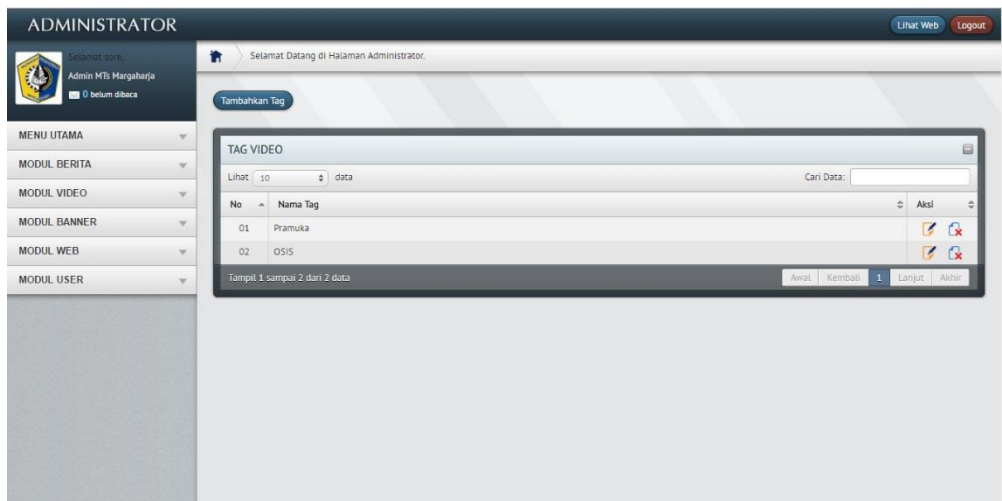 ADMINISTRATOR
Lihat Web
Logout
Selamat sore,
Admin MTs Margaharja
0 belum dibaca
Selamat Datang di Halaman Administrator.
Tambahkan Tag
MENU UTAMA
MODUL BERITA
MODUL VIDEO
MODUL BANNER
MODUL WEB
MODUL USER
TAG VIDEO
Lihat 10 data
Cari Data:
No Nama Tag Aksi
01 Pramuka
02 OSIS
Tampil 1 sampai 2 dari 2 data
Awal Kembali 1 Lanjut Akhir